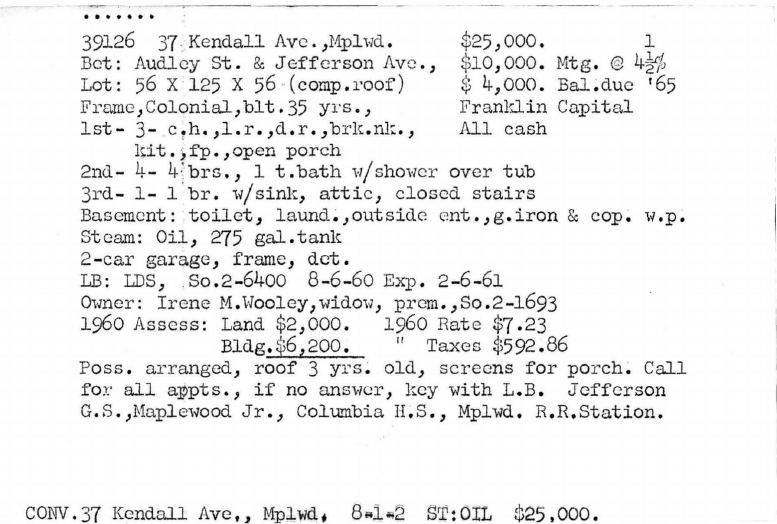 .......
39126 37 Kendall Ave.,Mplwd. $25,000. 1
Bet: Audley St. & Jefferson Ave., $10,000. Mtg. @ 4½%
Lot: 56 X 125 X 56 (comp.roof) $ 4,000. Bal.due '65
Frame,Colonial,blt.35 yrs., Franklin Capital
1st- 3- c.h.,l.r.,d.r.,brk.nk., All cash
kit.,fp.,open porch
2nd- 4- 4 brs., 1 t.bath w/shower over tub
3rd- 1- 1 br. w/sink, attic, closed stairs
Basement: toilet, laund.,outside ent.,g.iron & cop. w.p.
Steam: Oil, 275 gal.tank
2-car garage, frame, det.
LB: LDS, So.2-6400 8-6-60 Exp. 2-6-61
Owner: Irene M.Wooley,widow, prem.,So.2-1693
1960 Assess: Land $2,000. 1960 Rate $7.23
Bldg.$6,200. " Taxes $592.86
Poss. arranged, roof 3 yrs. old, screens for porch. Call
for all appts., if no answer, key with L.B. Jefferson
G.S.,Maplewood Jr., Columbia H.S., Mplwd. R.R.Station.
CONV.37 Kendall Ave., Mplwd. 8-1-2 ST:OIL $25,000.